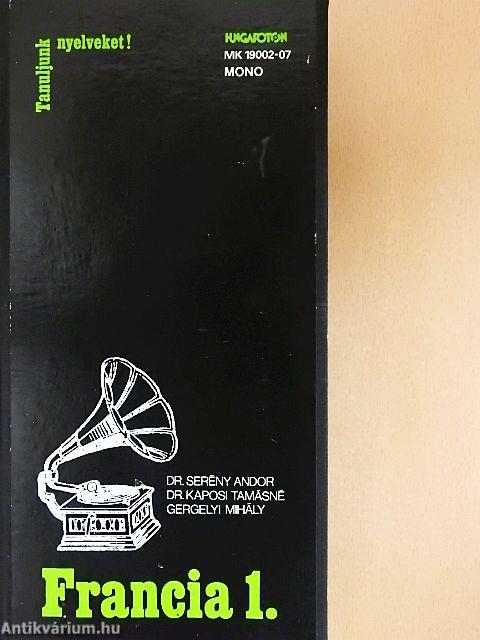 Tanuljunk nyelveket!
HUNGAROTON
MK 19002-07
MONO
DR. SERÉNY ANDOR
DR. KAPOSI TAMÁSNÉ
GERGELYI MIHÁLY
Francia 1.
Antikvárium.hu